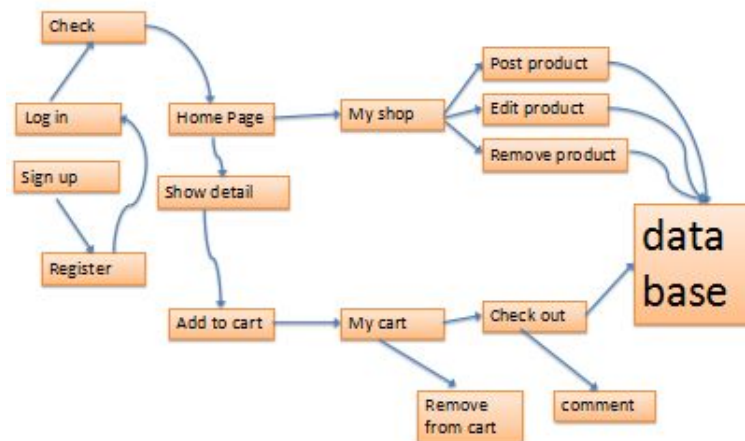 Check
Log in
Sign up
Register
Home Page
Show detail
Add to cart
My shop
Post product
Edit product
Remove product
My cart
Check out
Remove
from cart
comment
data
base